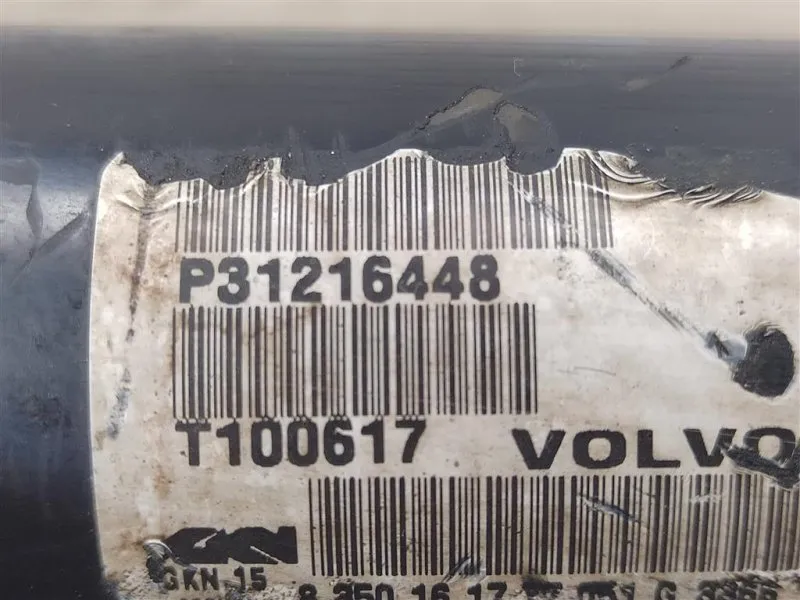 P31216448
T100617
VOLVO
GKN
GKN 15